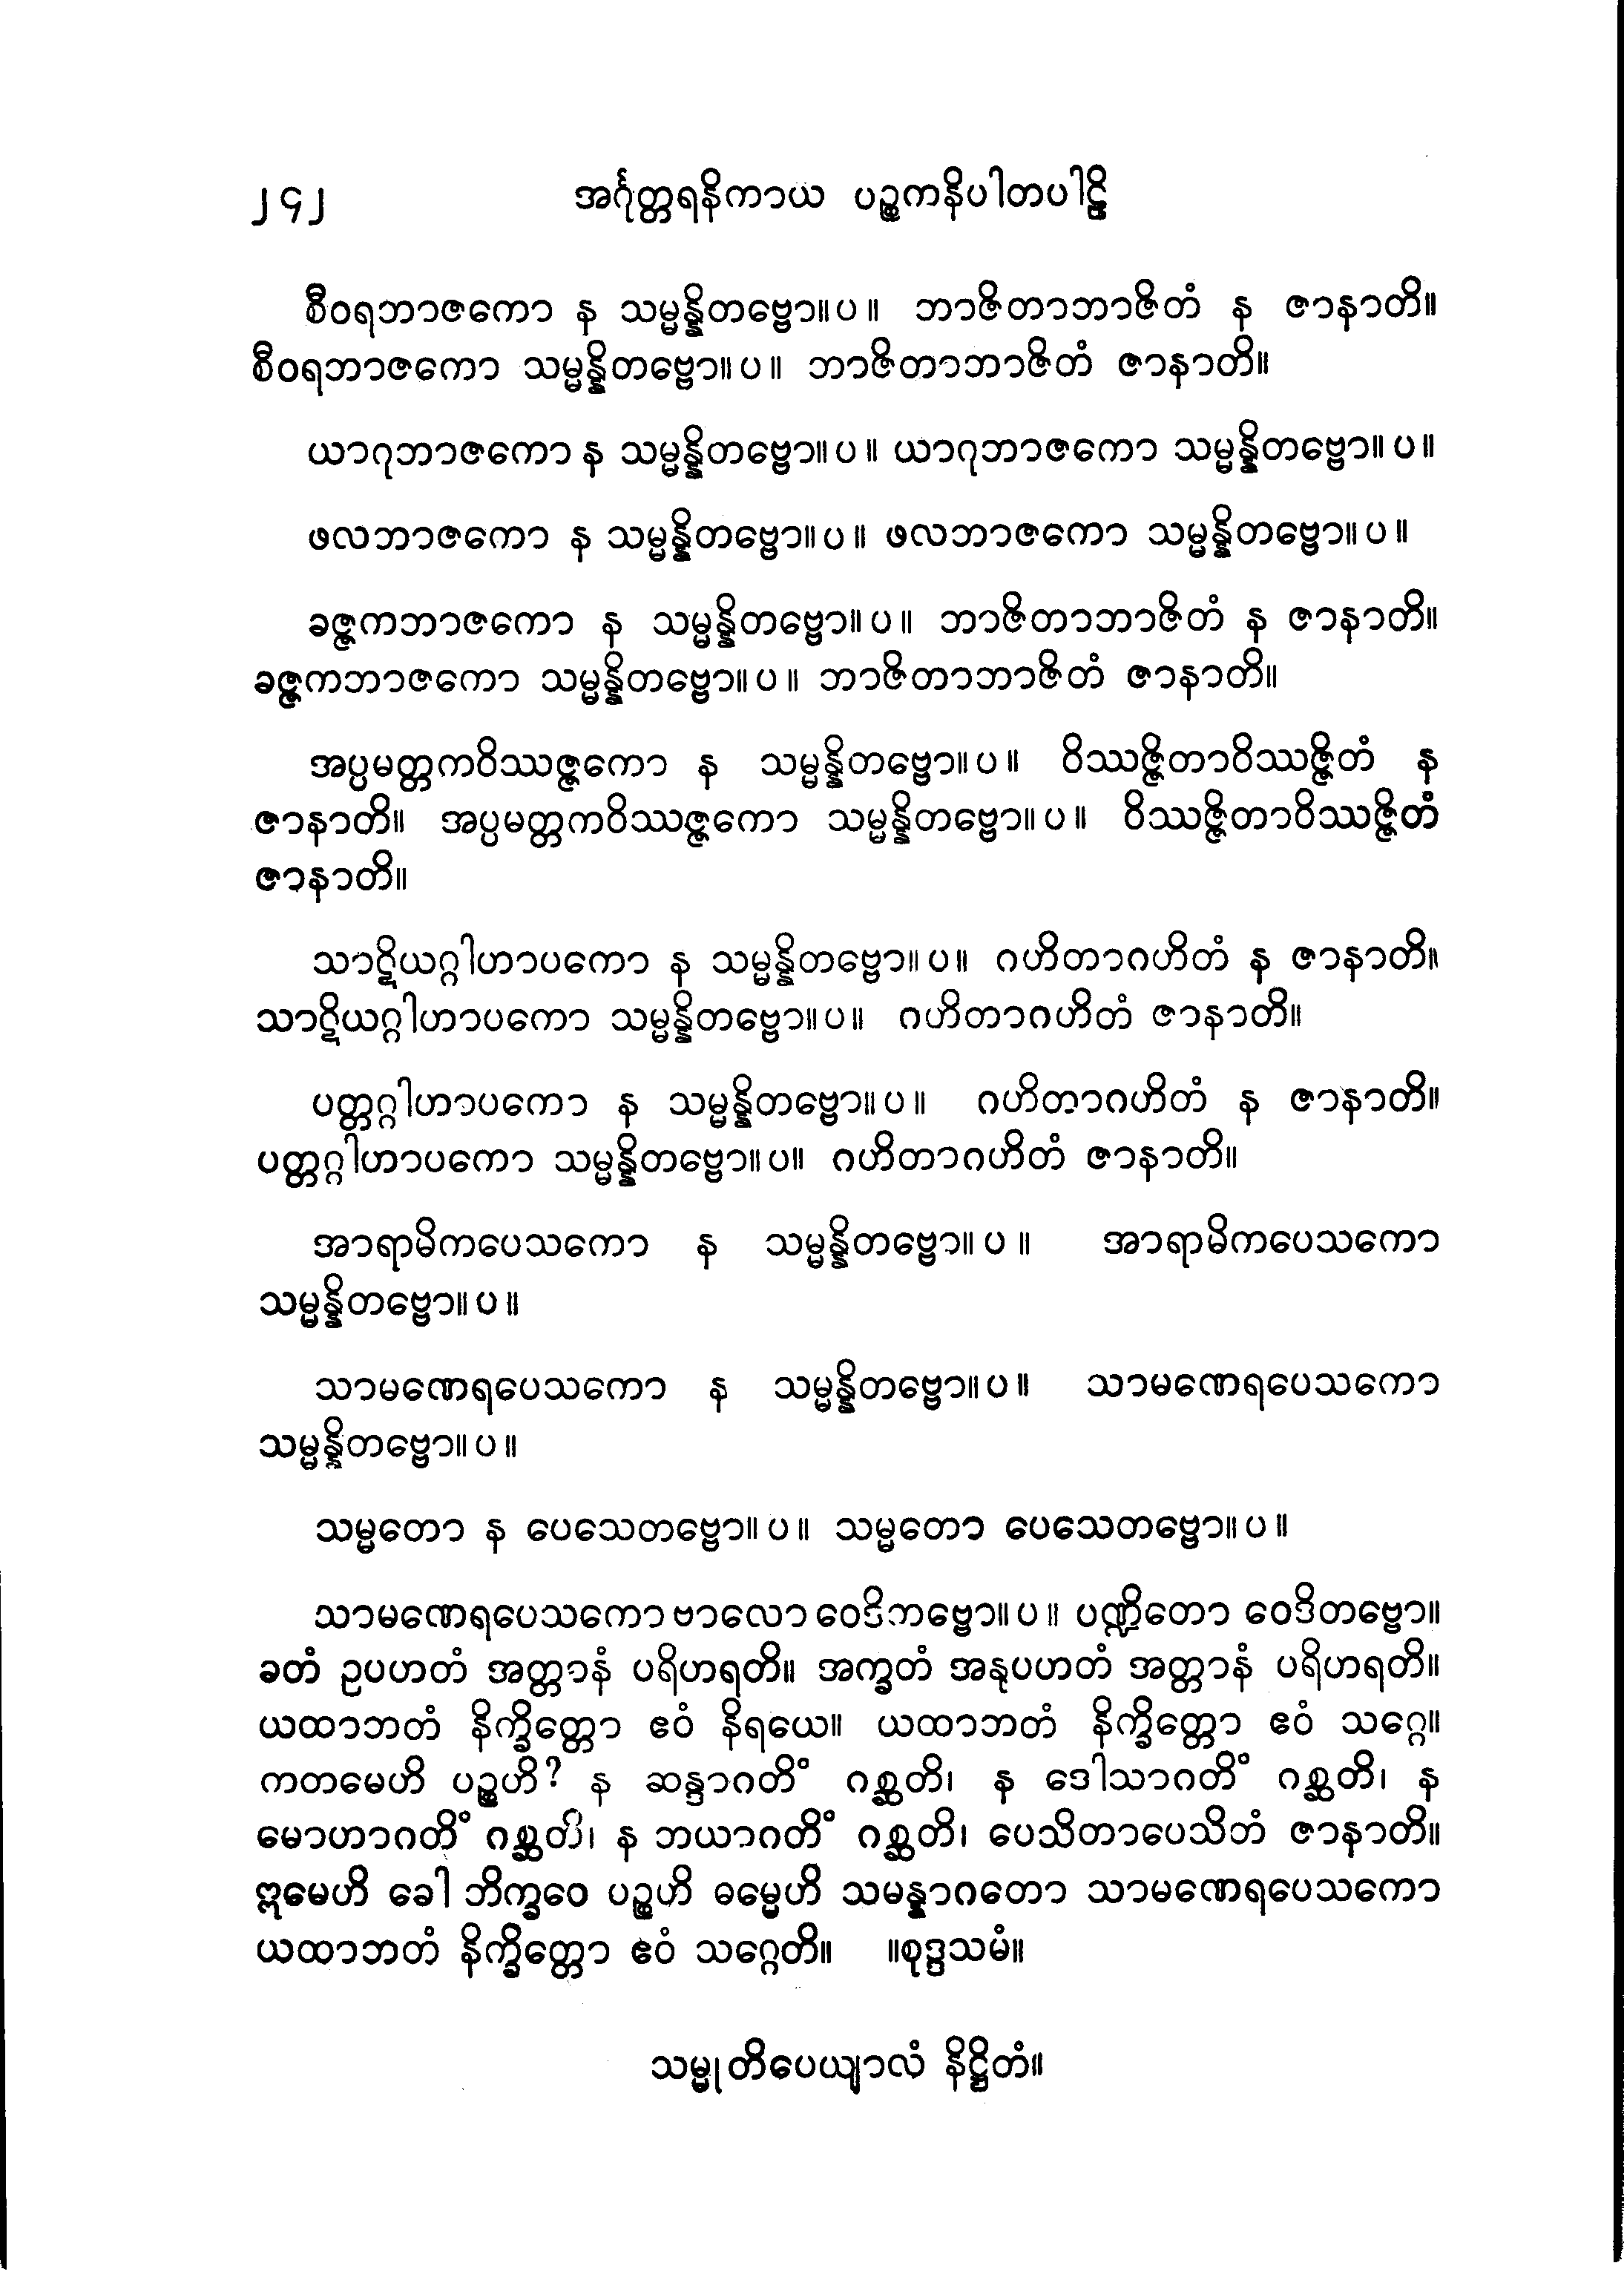 ၂၄၂ အင်္ဂုတ္တရနိကာယ ပဉ္စကနိပါတပါဠိ
စီဝရဘာဇကော န သမ္မန္နိတဗ္ဗော။ပ။ ဘာဇိတာဘာဇိတံ န ဇာနာတိ။
စီဝရဘာဇကော သမ္မန္နိတဗ္ဗော။ပ။ ဘာဇိတာဘာဇိတံ ဇာနာတိ။
ယာဂုဘာဇကော န သမ္မန္နိတဗ္ဗော။ပ။ ယာဂုဘာဇကော သမ္မန္နိတဗ္ဗော။ပ။
ဖလဘာဇကော န သမ္မန္နိတဗ္ဗော။ပ။ ဖလဘာဇကော သမ္မန္နိတဗ္ဗော။ပ။
ခဇ္ဇကဘာဇကော န သမ္မန္နိတဗ္ဗော။ပ။ ဘာဇိတာဘာဇိတံ န ဇာနာတိ။
ခဇ္ဇကဘာဇကော သမ္မန္နိတဗ္ဗော။ပ။ ဘာဇိတာဘာဇိတံ ဇာနာတိ။
အပ္ပမတ္တကဝိဿဇ္ဇကော န သမ္မန္နိတဗ္ဗော။ပ။ ဝိဿဇ္ဇိတာဝိဿဇ္ဇိတံ န
ဇာနာတိ။ အပ္ပမတ္တကဝိဿဇ္ဇကော သမ္မန္နိတဗ္ဗော။ပ။ ဝိဿဇ္ဇိတာဝိဿဇ္ဇိတံ
ဇာနာတိ။
သာဋိယဂ္ဂါဟာပကော န သမ္မန္နိတဗ္ဗော။ပ။ ဂဟိတာဂဟိတံ န ဇာနာတိ။
သာဋိယဂ္ဂါဟာပကော သမ္မန္နိတဗ္ဗော။ပ။ ဂဟိတာဂဟိတံ ဇာနာတိ။
ပတ္တဂ္ဂါဟာပကော န သမ္မန္နိတဗ္ဗော။ပ။ ဂဟိတာဂဟိတံ န ဇာနာတိ။
ပတ္တဂ္ဂါဟာပကော သမ္မန္နိတဗ္ဗော။ပ။ ဂဟိတာဂဟိတံ ဇာနာတိ။
အာရာမိကပေသကော န သမ္မန္နိတဗ္ဗော။ပ။ အာရာမိကပေသကော
သမ္မန္နိတဗ္ဗော။ပ။
သာမဏေရပေသကော န သမ္မန္နိတဗ္ဗော။ပ။ သာမဏေရပေသကော
သမ္မန္နိတဗ္ဗော။ပ။
သမ္မတော န ပေသေတဗ္ဗော။ပ။ သမ္မတော ပေသေတဗ္ဗော။ပ။
သာမဏေရပေသကော ဗာလော ဝေဒိတဗ္ဗော။ပ။ ပဏ္ဍိတော ဝေဒိတဗ္ဗော။
ခတံ ဥပဟတံ အတ္တာနံ ပရိဟရတိ။ အက္ခတံ အနုပဟတံ အတ္တာနံ ပရိဟရတိ။
ယထာဘတံ နိက္ခိတ္တော ဧဝံ နိရယေ။ ယထာဘတံ နိက္ခိတ္တော ဧဝံ သဂ္ဂေ။
ကတမေဟိ ပဉ္စဟိ? န ဆန္ဒာဂတိံ ဂစ္ဆတိ၊ န ဒေါသာဂတိံ ဂစ္ဆတိ၊ န
မောဟာဂတိံ ဂစ္ဆတိ၊ န ဘယာဂတိံ ဂစ္ဆတိ၊ ပေသိတာပေသိတံ ဇာနာတိ။
ဣမေဟိ ခေါ ဘိက္ခဝေ ပဉ္စဟိ ဓမ္မေဟိ သမန္နာဂတော သာမဏေရပေသကော
ယထာဘတံ နိက္ခိတ္တော ဧဝံ သဂ္ဂေတိ။ ။စုဒ္ဒသမံ။
သမ္မုတိပေယျာလံ နိဋ္ဌိတံ။